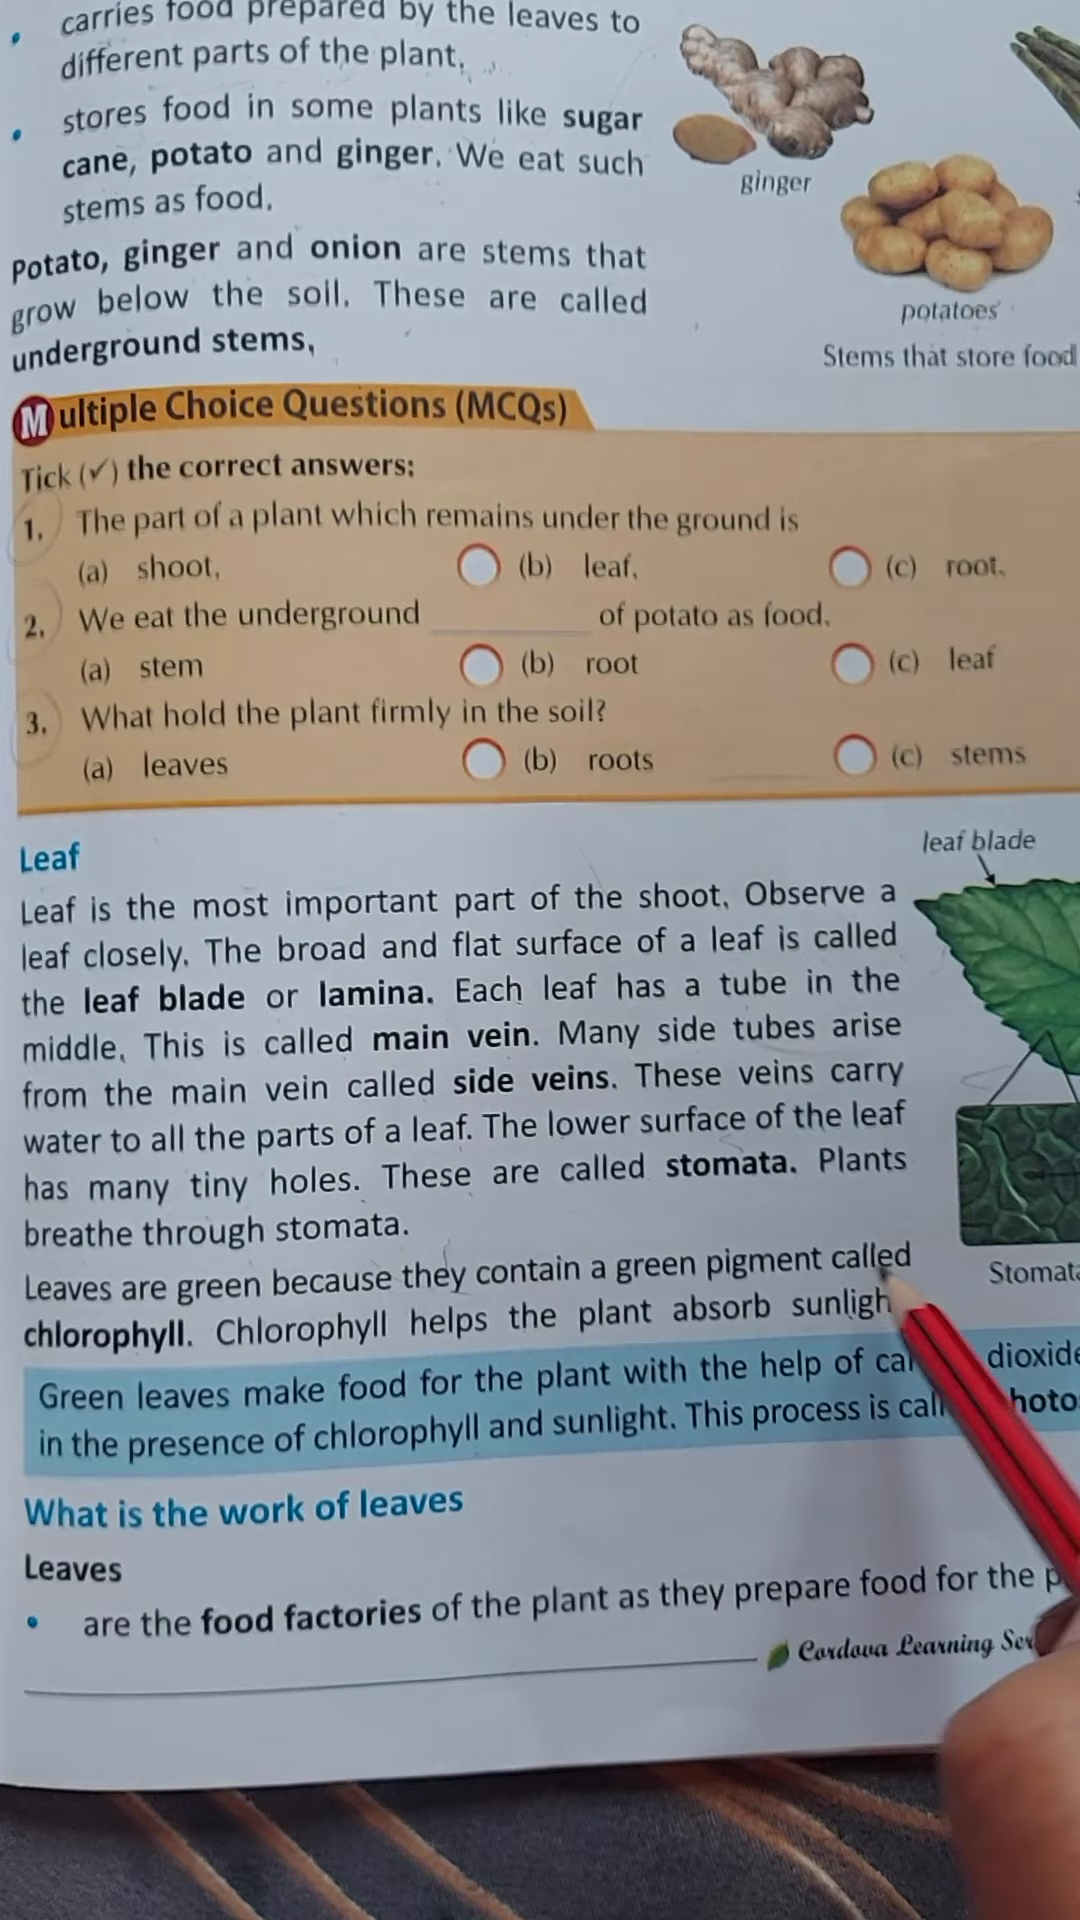 carries food prepared by the leaves to
different parts of the plant.
stores food in some plants like sugar
cane, potato and ginger. We eat such
stems as food.
Potato, ginger and onion are stems that
grow below the soil. These are called
underground stems.
ginger
potatoes
Stems that store food
Multiple Choice Questions (MCQs)
Tick (✓) the correct answers:
1. The part of a plant which remains under the ground is
(a) shoot. (b) leaf. (c) root.
2. We eat the underground ________ of potato as food.
(a) stem (b) root (c) leaf
3. What hold the plant firmly in the soil?
(a) leaves (b) roots (c) stems
Leaf
Leaf is the most important part of the shoot. Observe a
leaf closely. The broad and flat surface of a leaf is called
the leaf blade or lamina. Each leaf has a tube in the
middle. This is called main vein. Many side tubes arise
from the main vein called side veins. These veins carry
water to all the parts of a leaf. The lower surface of the leaf
has many tiny holes. These are called stomata. Plants
breathe through stomata.
leaf blade
Leaves are green because they contain a green pigment called
chlorophyll. Chlorophyll helps the plant absorb
Green leaves make food for the plant with the help of dioxide
in the presence of chlorophyll and sunlight. This process is
What is the work of leaves
Leaves
are the food factories of the plant as they prepare food for the
Cordova Learning